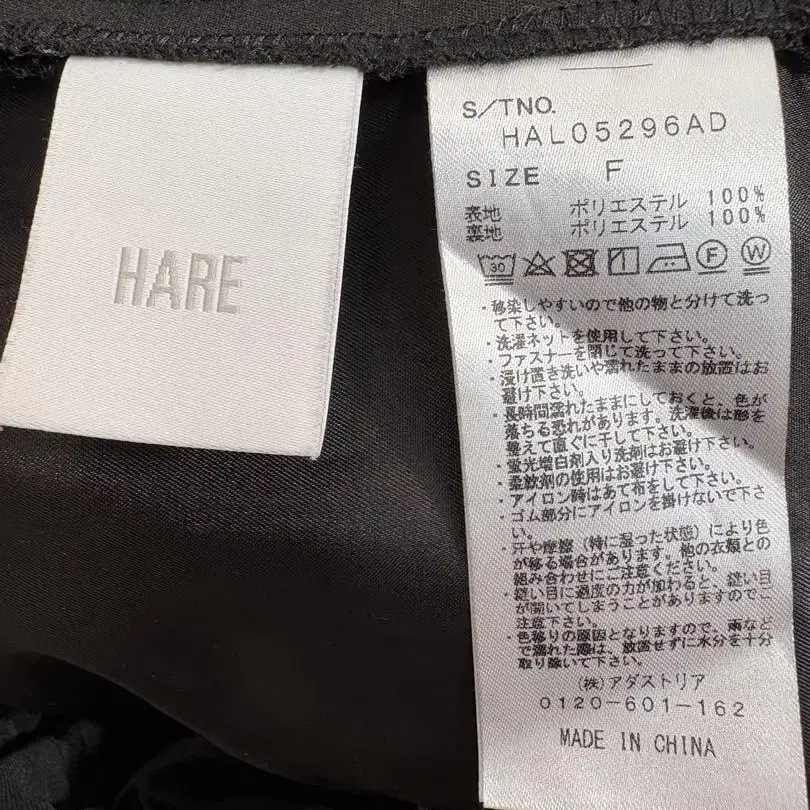 HARE
S/TNO.
HAL05296AD
SIZE F
表地 ポリエステル 100%
裏地 ポリエステル 100%
30 F W
・移染しやすいので他の物と分けて洗っ
て下さい。
・洗濯ネットを使用して下さい。
・ファスナーを閉じて洗って下さい。
・浸け置き洗いや濡れたままの放置はお
避け下さい。
・長時間濡れたままにしておくと、色が
落ちる恐れがあります。洗濯後は形を
整えて直ぐに干して下さい。
・蛍光増白剤入り洗剤はお避け下さい。
・柔軟剤の使用はお避け下さい。
・アイロン時はあて布をして下さい。
・ゴム部分にアイロンを掛けないで下さ
い。
・汗や摩擦（特に湿った状態）により色
が移る場合があります。他の衣類との
組み合わせにご注意ください。
・縫い目に過度の力が加わると、縫い目
が開いてしまうことがありますのでご
注意下さい。
・色移りの原因となりますので、雨など
で濡れた際は、放置せずに水分を十分
取り除いて下さい。
（株）アダストリア
0120-601-162
MADE IN CHINA